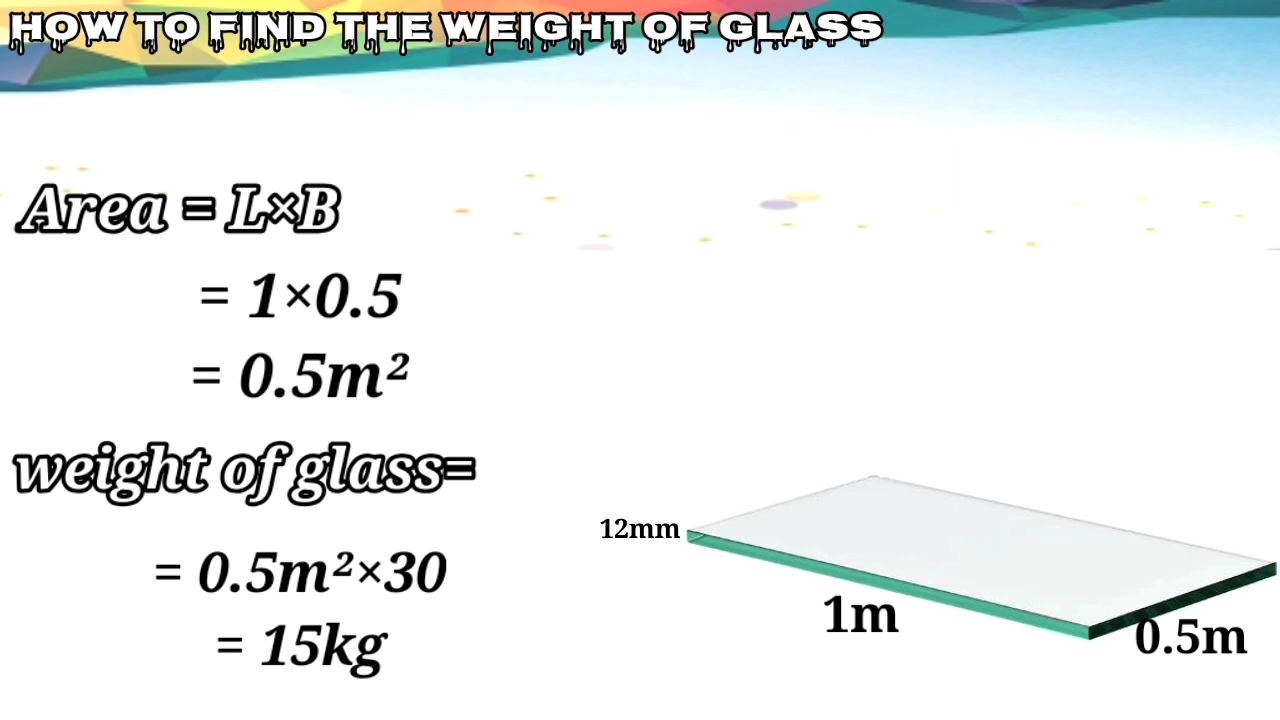 HOW TO FIND THE WEIGHT OF GLASS
Area = L×B
= 1×0.5
= 0.5m²
weight of glass=
= 0.5m²×30
= 15kg
12mm
1m
0.5m